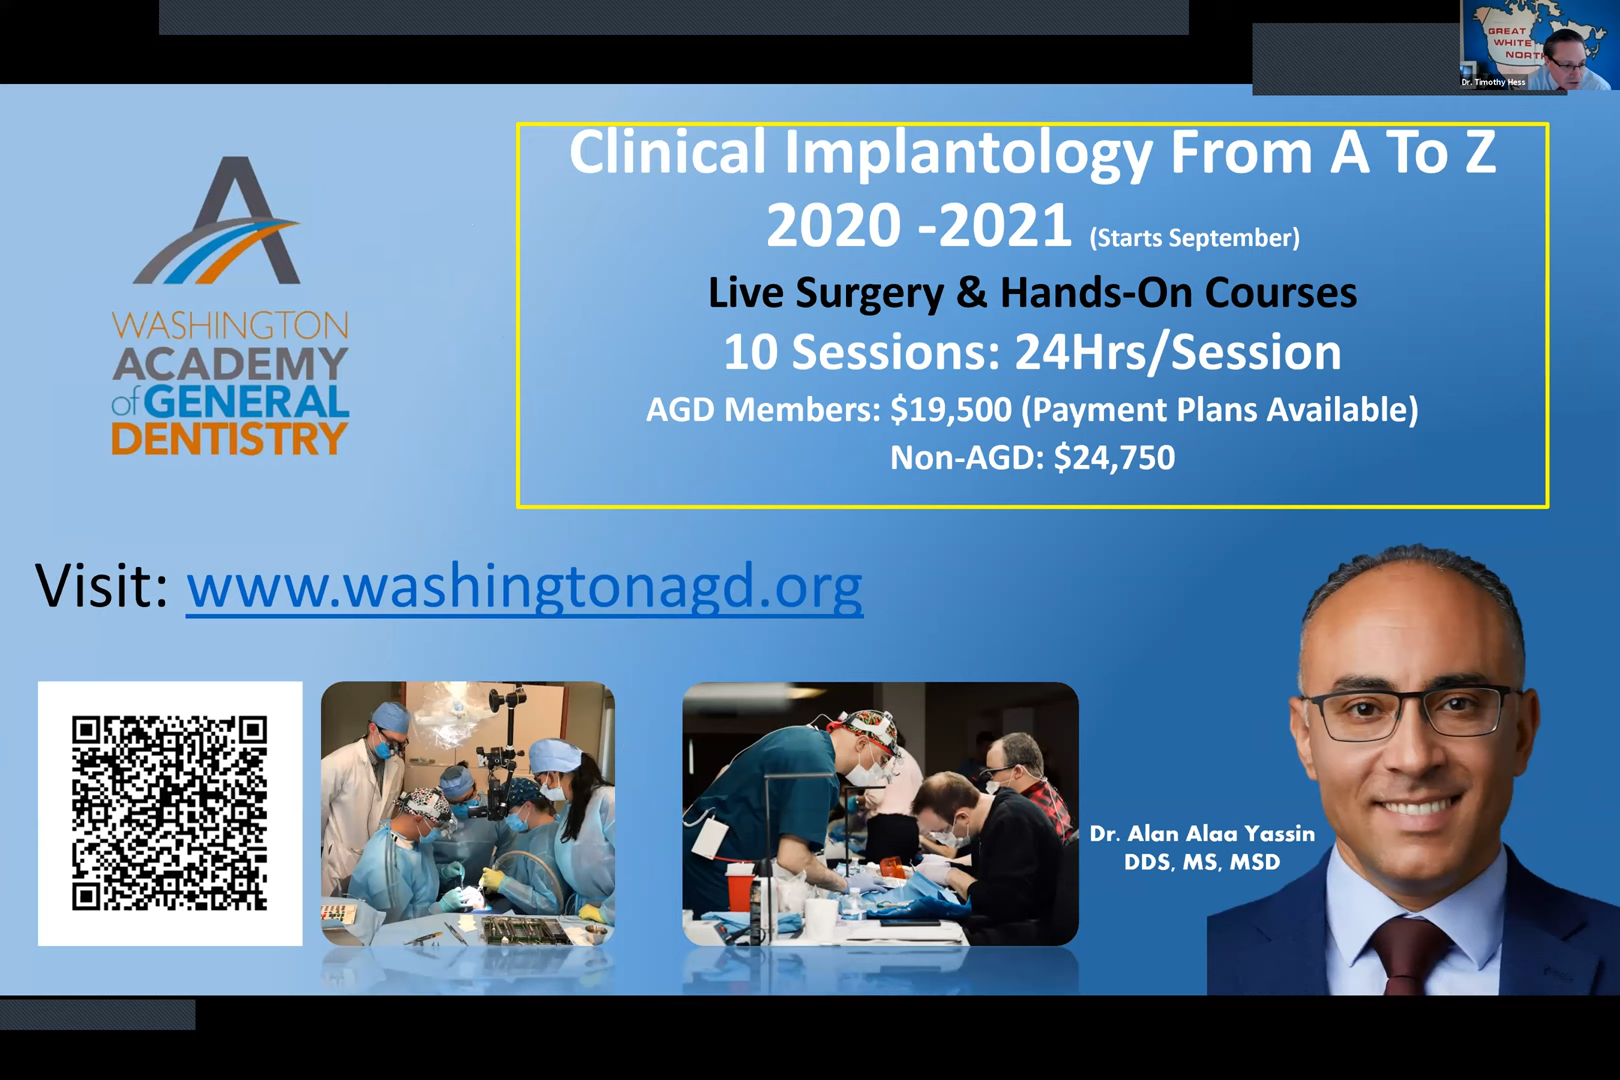 GREAT
WHITE
NORTH
Dr. Timothy Hess
Clinical Implantology From A To Z
2020 -2021 (Starts September)
Live Surgery & Hands-On Courses
10 Sessions: 24Hrs/Session
AGD Members: $19,500 (Payment Plans Available)
Non-AGD: $24,750
WASHINGTON
ACADEMY
of GENERAL
DENTISTRY
Visit: www.washingtonagd.org
Dr. Alan Alaa Yassin
DDS, MS, MSD